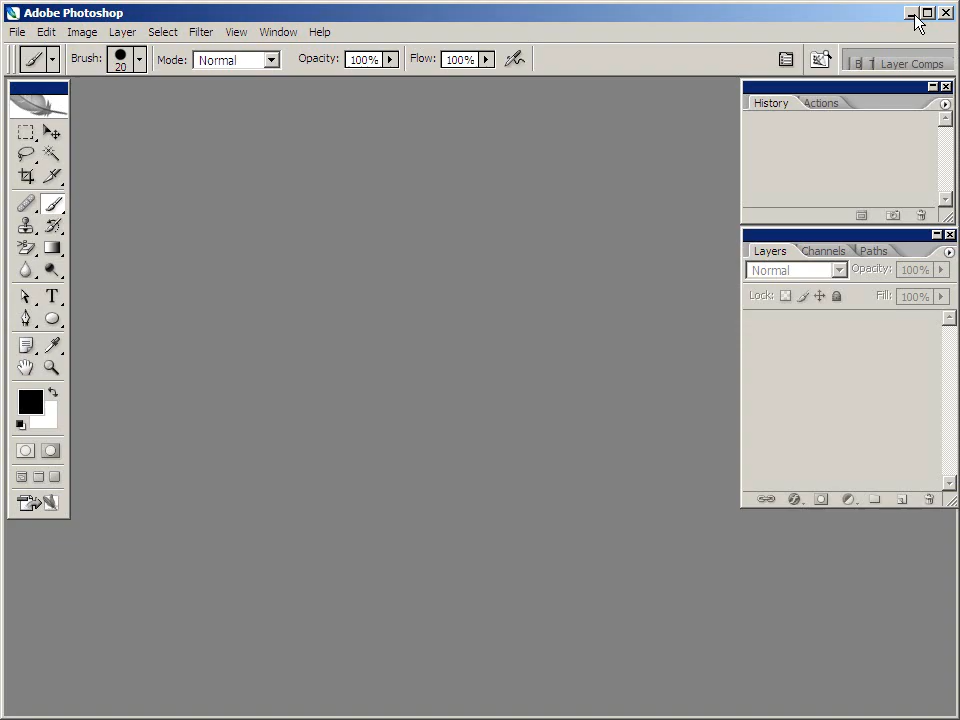 Adobe Photoshop
File Edit Image Layer Select Filter View Window Help
Brush: 20 Mode: Normal Opacity: 100% Flow: 100% Layer Comps
History Actions
Layers Channels Paths
Normal Opacity: 100%
Lock: Fill: 100%